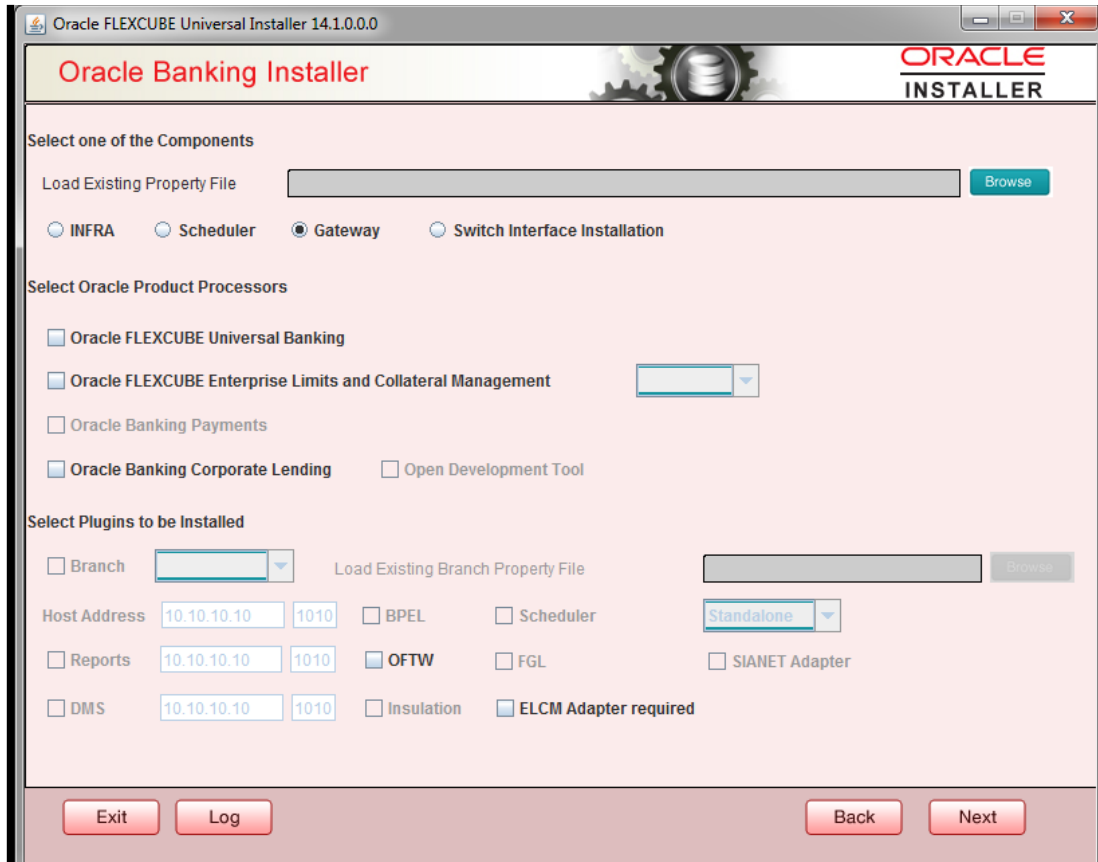 Oracle FLEXCUBE Universal Installer 14.1.0.0.0
Oracle Banking Installer
ORACLE
INSTALLER
Select one of the Components
Load Existing Property File Browse
INFRA Scheduler Gateway Switch Interface Installation
Select Oracle Product Processors
Oracle FLEXCUBE Universal Banking
Oracle FLEXCUBE Enterprise Limits and Collateral Management
Oracle Banking Payments
Oracle Banking Corporate Lending Open Development Tool
Select Plugins to be Installed
Branch Load Existing Branch Property File Browse
Host Address 10.10.10.10 1010 BPEL Scheduler Standalone
Reports 10.10.10.10 1010 OFTW FGL SIANET Adapter
DMS 10.10.10.10 1010 Insulation ELCM Adapter required
Exit Log Back Next